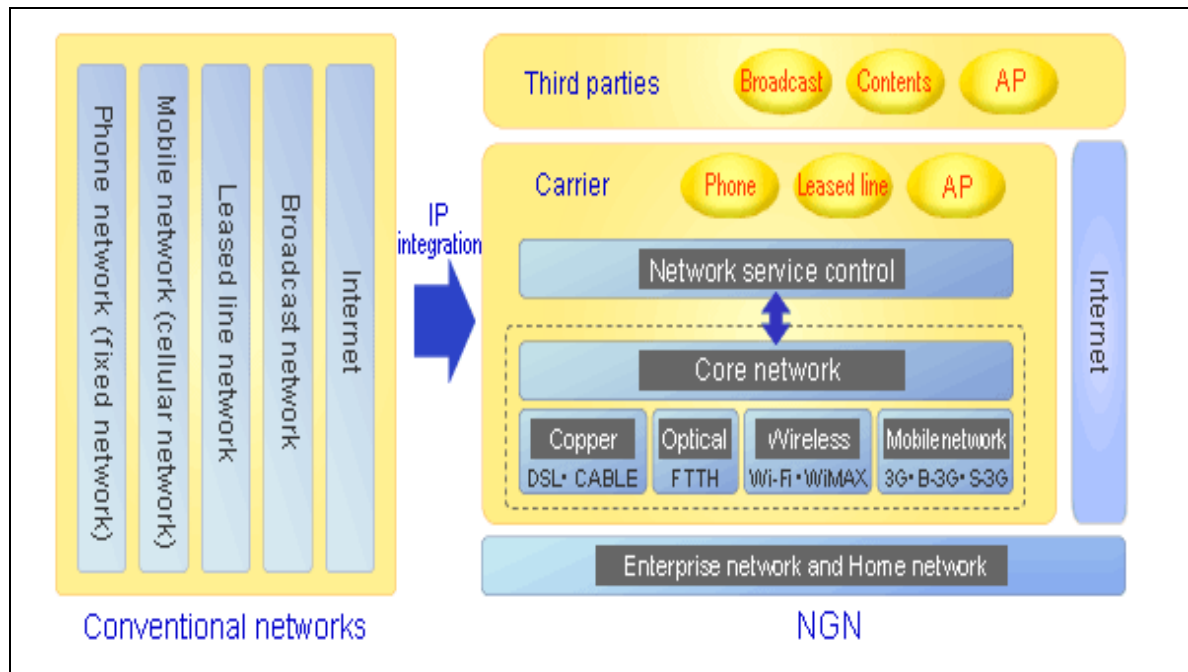 Phone network (fixed network)
Mobile network (cellular network)
Leased line network
Broadcast network
Internet
Conventional networks
IP
integration
Third parties
Broadcast
Contents
AP
Carrier
Phone
Leased line
AP
Network service control
Core network
Copper
DSL・CABLE
Optical
FTTH
Wireless
Wi-Fi・WiMAX
Mobile network
3G・B-3G・S-3G
Internet
Enterprise network and Home network
NGN